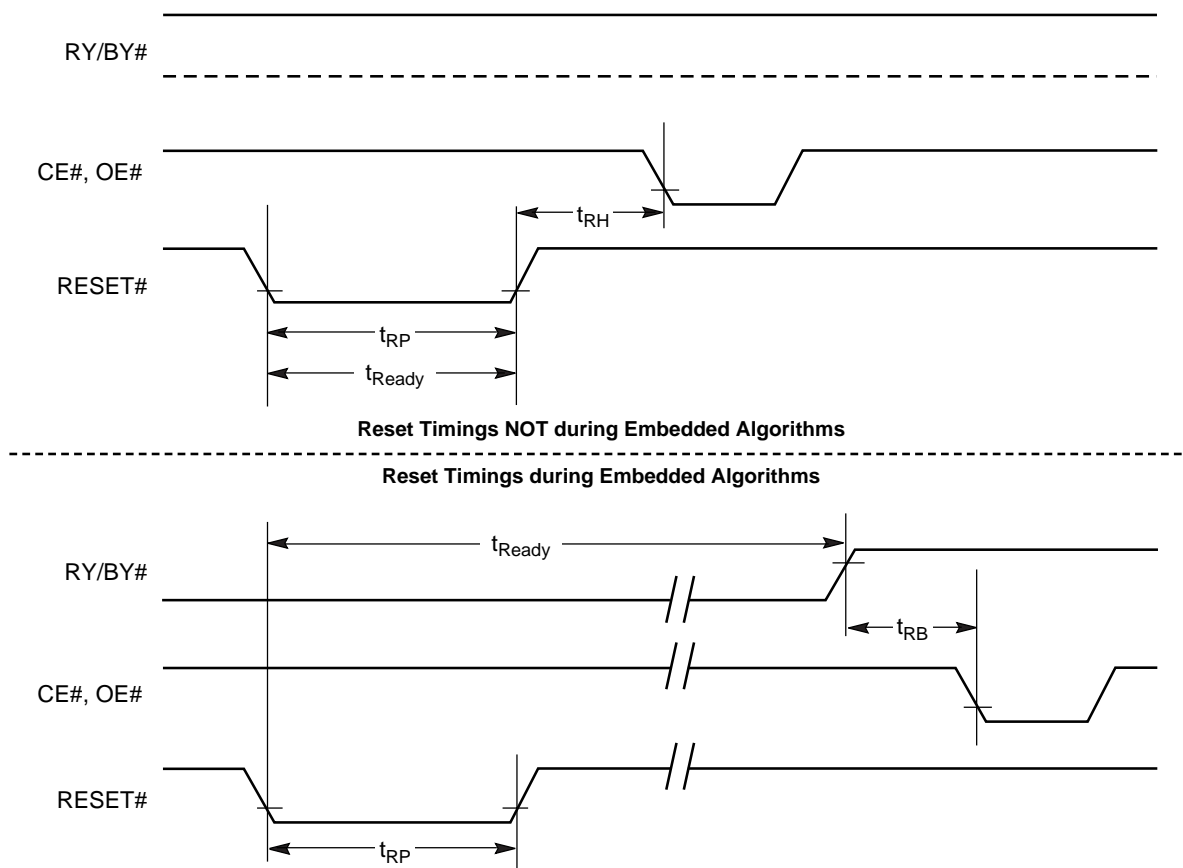 RY/BY#
CE#, OE#
tRH
RESET#
tRP
tReady
Reset Timings NOT during Embedded Algorithms
Reset Timings during Embedded Algorithms
tReady
RY/BY#
tRB
CE#, OE#
RESET#
tRP